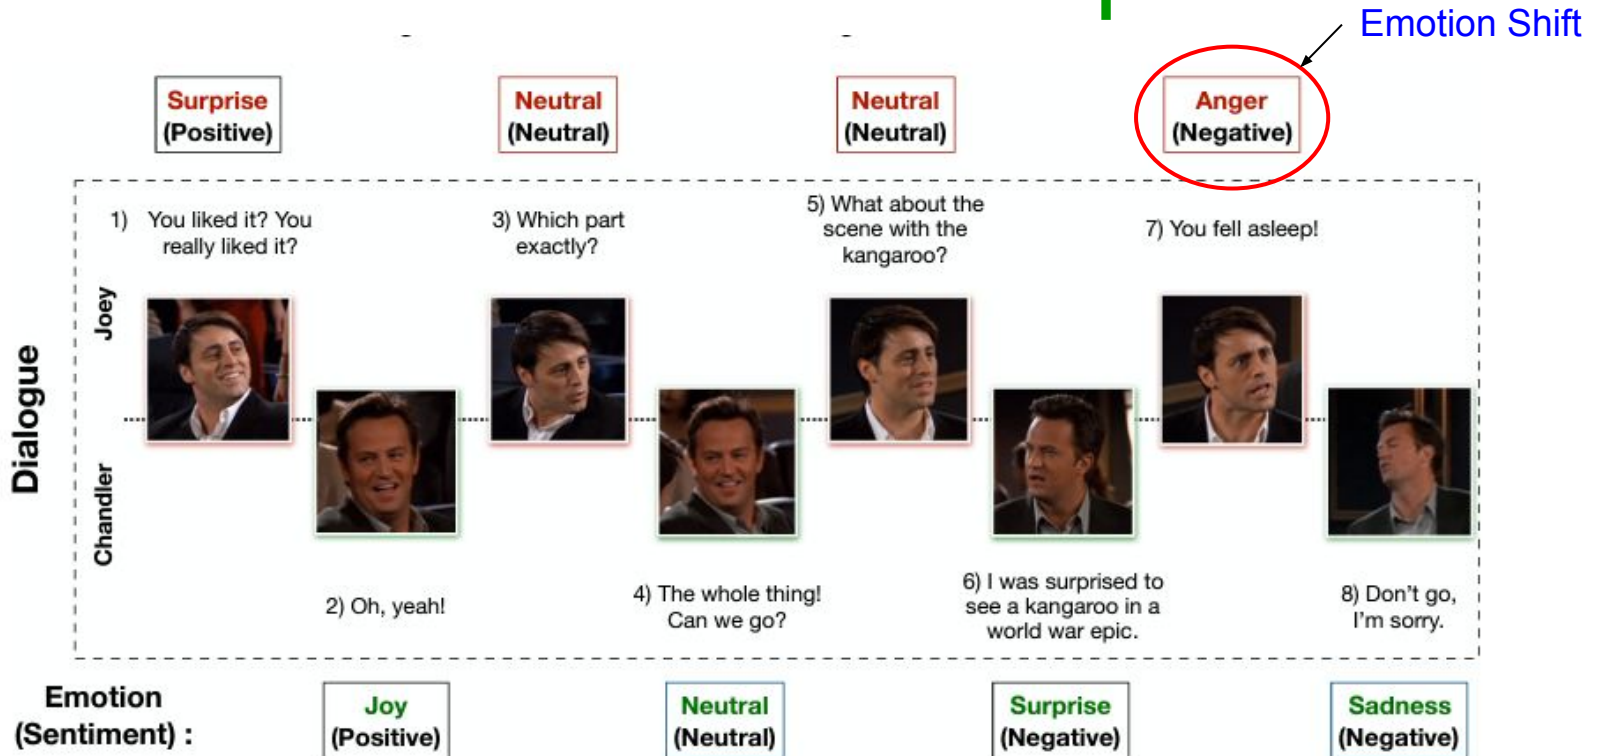 Emotion Shift
Surprise
(Positive)
Neutral
(Neutral)
Neutral
(Neutral)
Anger
(Negative)
1) You liked it? You
really liked it?
3) Which part
exactly?
5) What about the
scene with the
kangaroo?
7) You fell asleep!
Joey
Dialogue
Chandler
2) Oh, yeah!
4) The whole thing!
Can we go?
6) I was surprised to
see a kangaroo in a
world war epic.
8) Don't go,
I'm sorry.
Emotion
(Sentiment) :
Joy
(Positive)
Neutral
(Neutral)
Surprise
(Negative)
Sadness
(Negative)